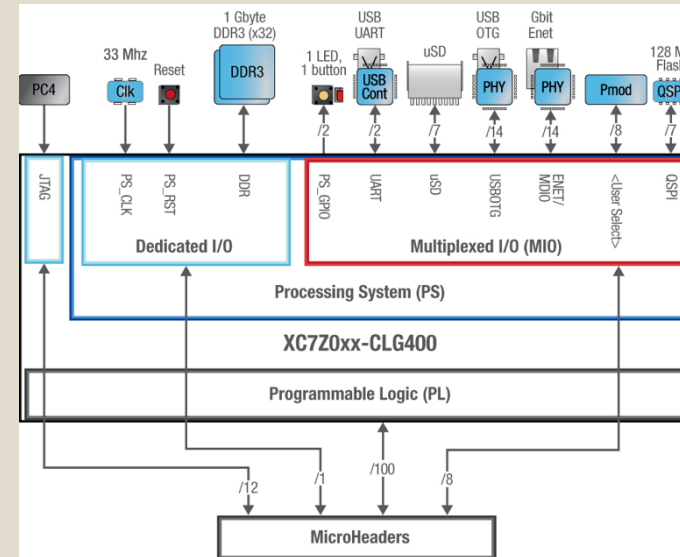 1 Gbyte
DDR3 (x32)
USB
UART
USB
OTG
Gbit
Enet
33 Mhz
Reset
1 LED,
1 button
uSD
128 M
Flas
PC4
Clk
DDR3
USB
Cont
PHY
PHY
Pmod
QSP
/2
/2
/7
/14
/14
/8
/7
JTAG
PS_CLK
PS_RST
DDR
PS_GPIO
UART
uSD
USBOTG
ENET/
MDIO
<User Select>
QSPI
Dedicated I/O
Multiplexed I/O (MIO)
Processing System (PS)
XC7Z0xx-CLG400
Programmable Logic (PL)
/12
/1
/100
/8
MicroHeaders